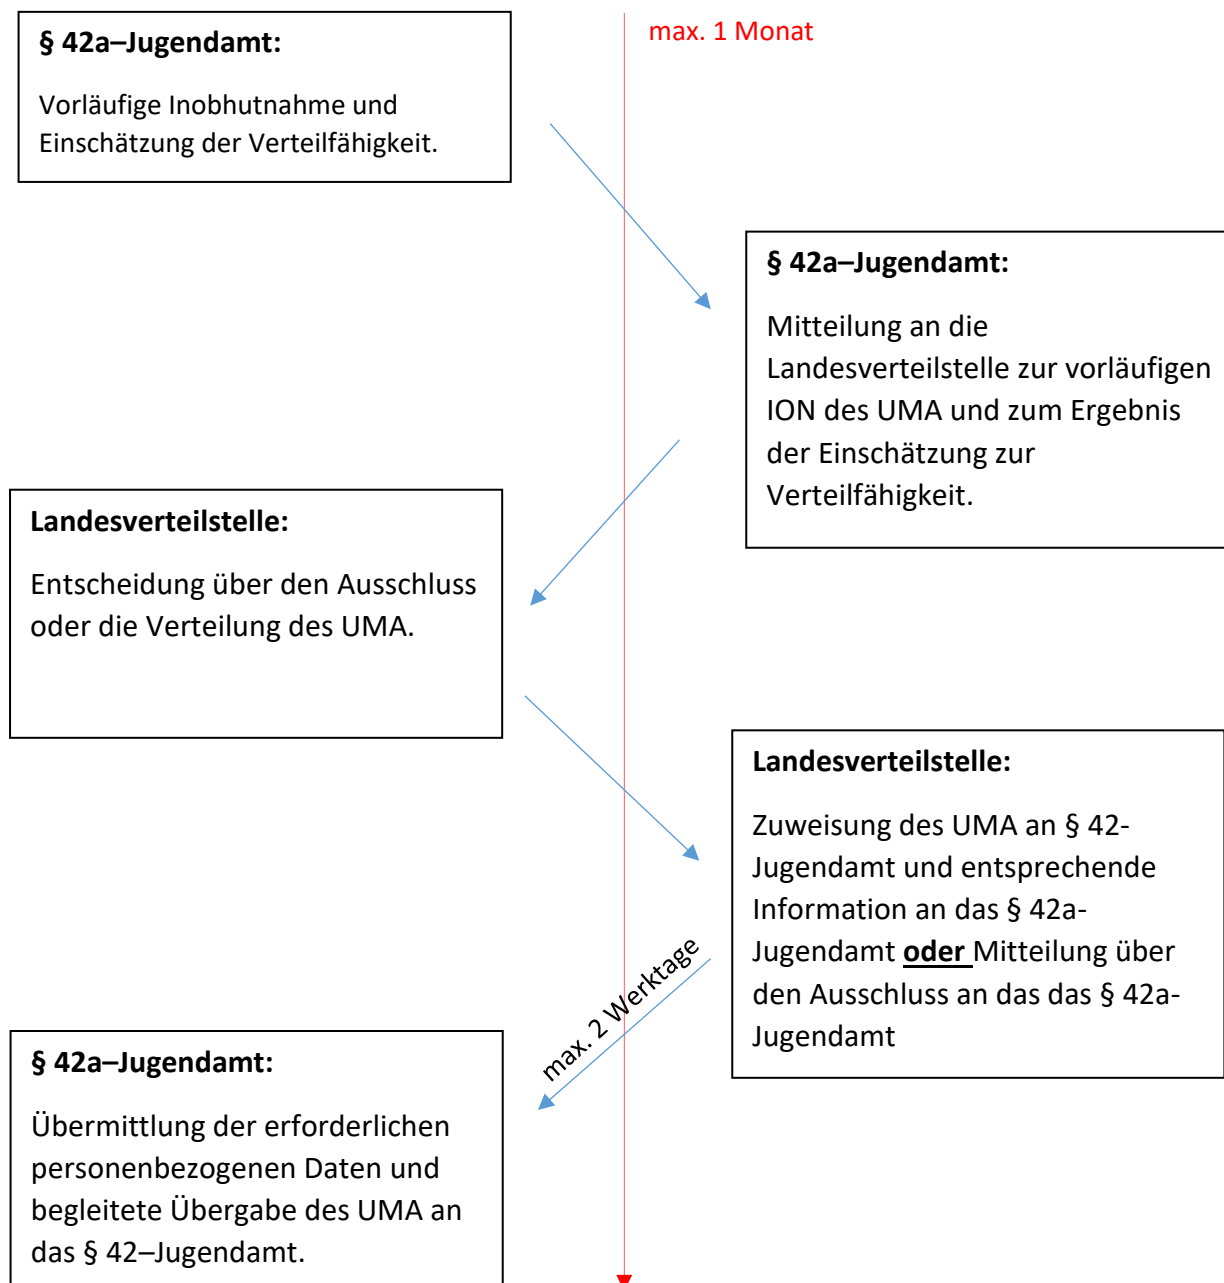 § 42a–Jugendamt:
Vorläufige Inobhutnahme und
Einschätzung der Verteilfähigkeit.
max. 1 Monat
§ 42a–Jugendamt:
Mitteilung an die
Landesverteilstelle zur vorläufigen
ION des UMA und zum Ergebnis
der Einschätzung zur
Verteilfähigkeit.
Landesverteilstelle:
Entscheidung über den Ausschluss
oder die Verteilung des UMA.
Landesverteilstelle:
Zuweisung des UMA an § 42-
Jugendamt und entsprechende
Information an das § 42a-
Jugendamt oder Mitteilung über
den Ausschluss an das das § 42a-
Jugendamt
max. 2 Werktage
§ 42a–Jugendamt:
Übermittlung der erforderlichen
personenbezogenen Daten und
begleitete Übergabe des UMA an
das § 42–Jugendamt.